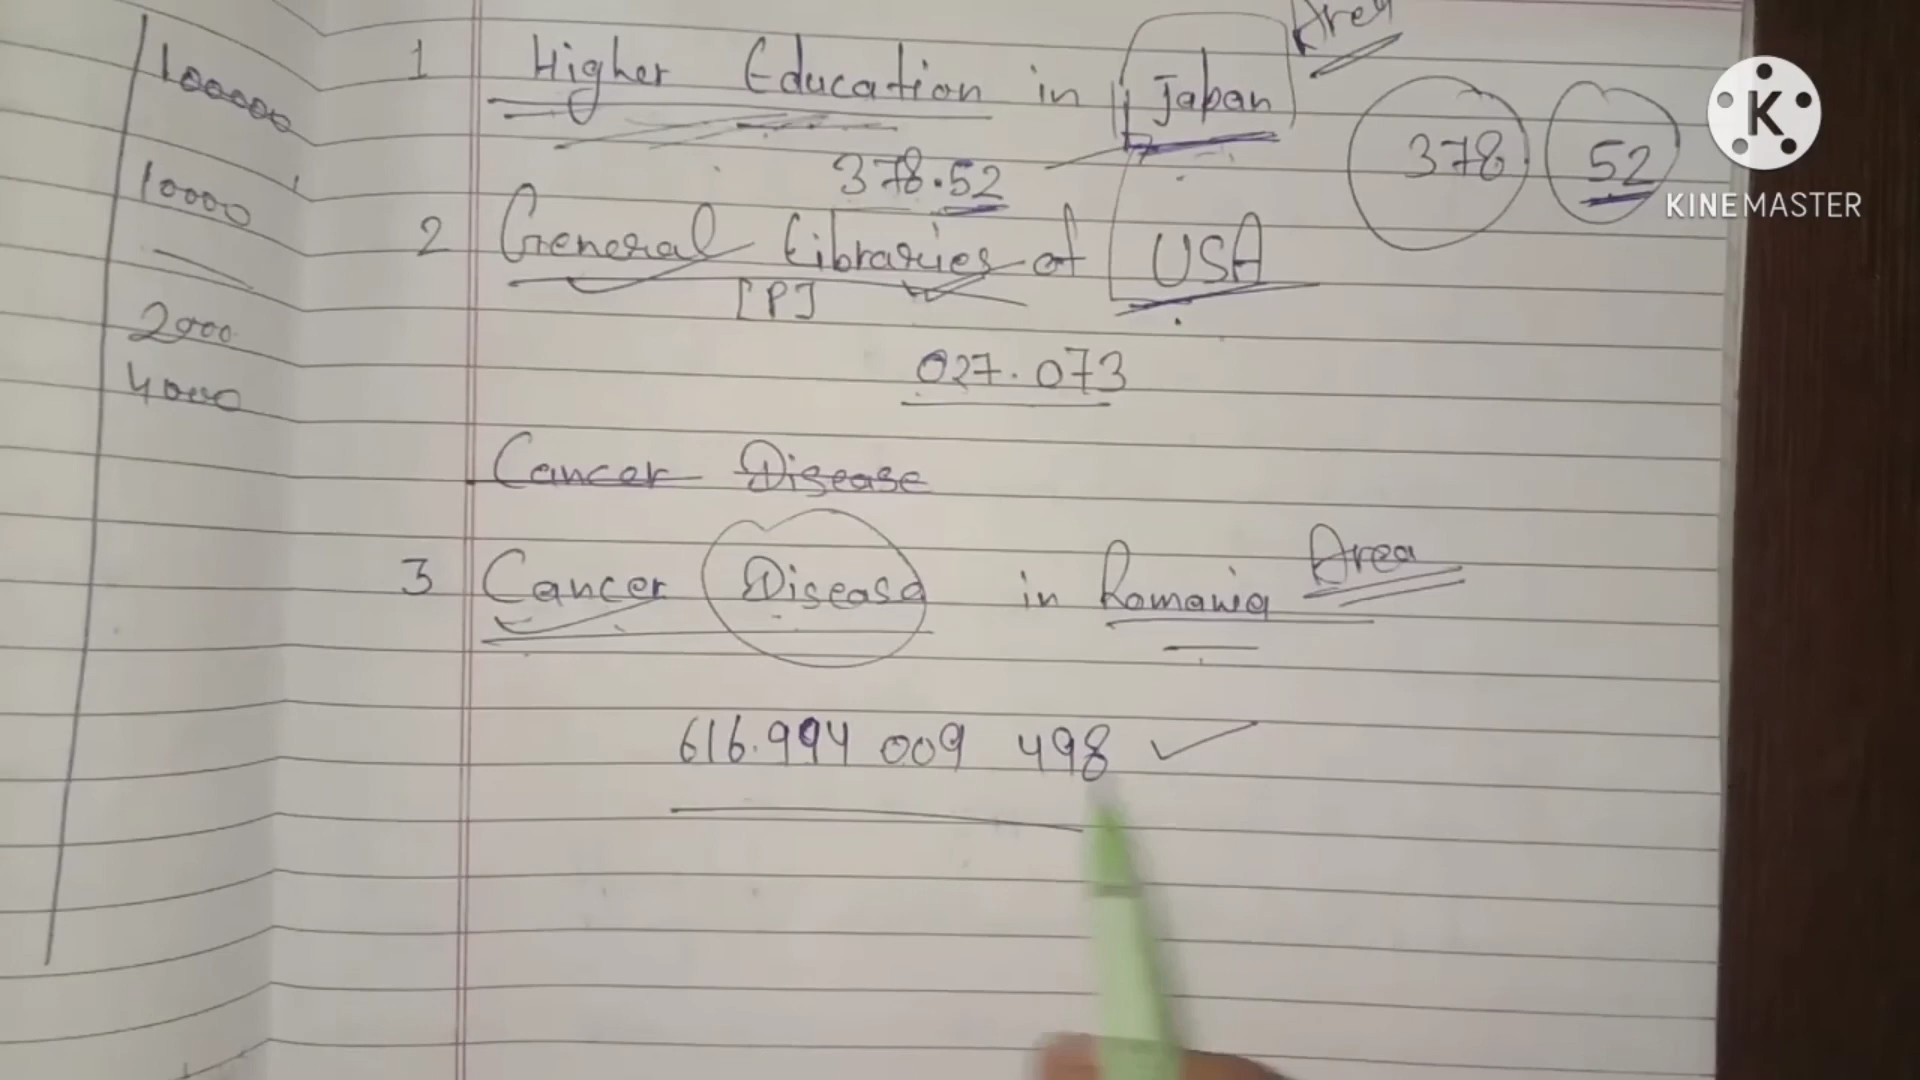 100000
10000
2000
4000
Area
1 Higher Education in Japan
378 52
378.52
2 General Libraries of USA
[P]
027.073
Cancer Disease
3 Cancer Disease in Romania Area
616.994 009 498
K
KINEMASTER